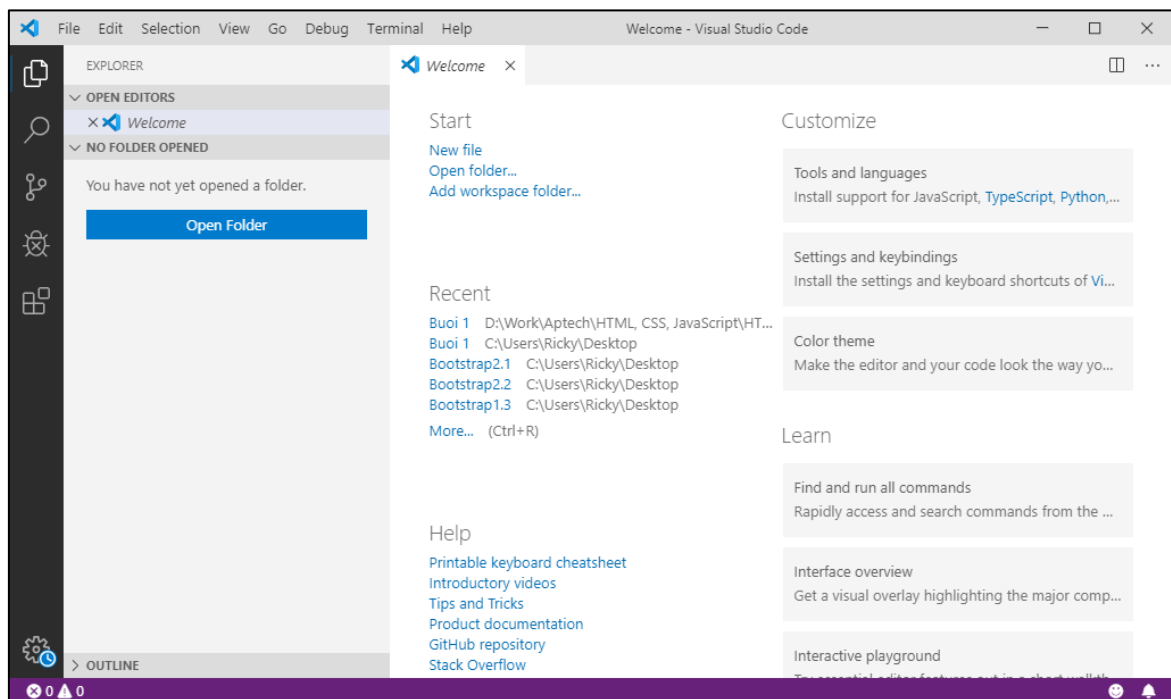 File Edit Selection View Go Debug Terminal Help Welcome - Visual Studio Code
EXPLORER
OPEN EDITORS
Welcome
NO FOLDER OPENED
You have not yet opened a folder.
Open Folder
OUTLINE
Welcome
Start
New file
Open folder...
Add workspace folder...
Recent
Buoi 1 D:\Work\Aptech\HTML, CSS, JavaScript\HT...
Buoi 1 C:\Users\Ricky\Desktop
Bootstrap2.1 C:\Users\Ricky\Desktop
Bootstrap2.2 C:\Users\Ricky\Desktop
Bootstrap1.3 C:\Users\Ricky\Desktop
More... (Ctrl+R)
Help
Printable keyboard cheatsheet
Introductory videos
Tips and Tricks
Product documentation
GitHub repository
Stack Overflow
Customize
Tools and languages
Install support for JavaScript, TypeScript, Python,...
Settings and keybindings
Install the settings and keyboard shortcuts of Vi...
Color theme
Make the editor and your code look the way yo...
Learn
Find and run all commands
Rapidly access and search commands from the ...
Interface overview
Get a visual overlay highlighting the major comp...
Interactive playground
0 0